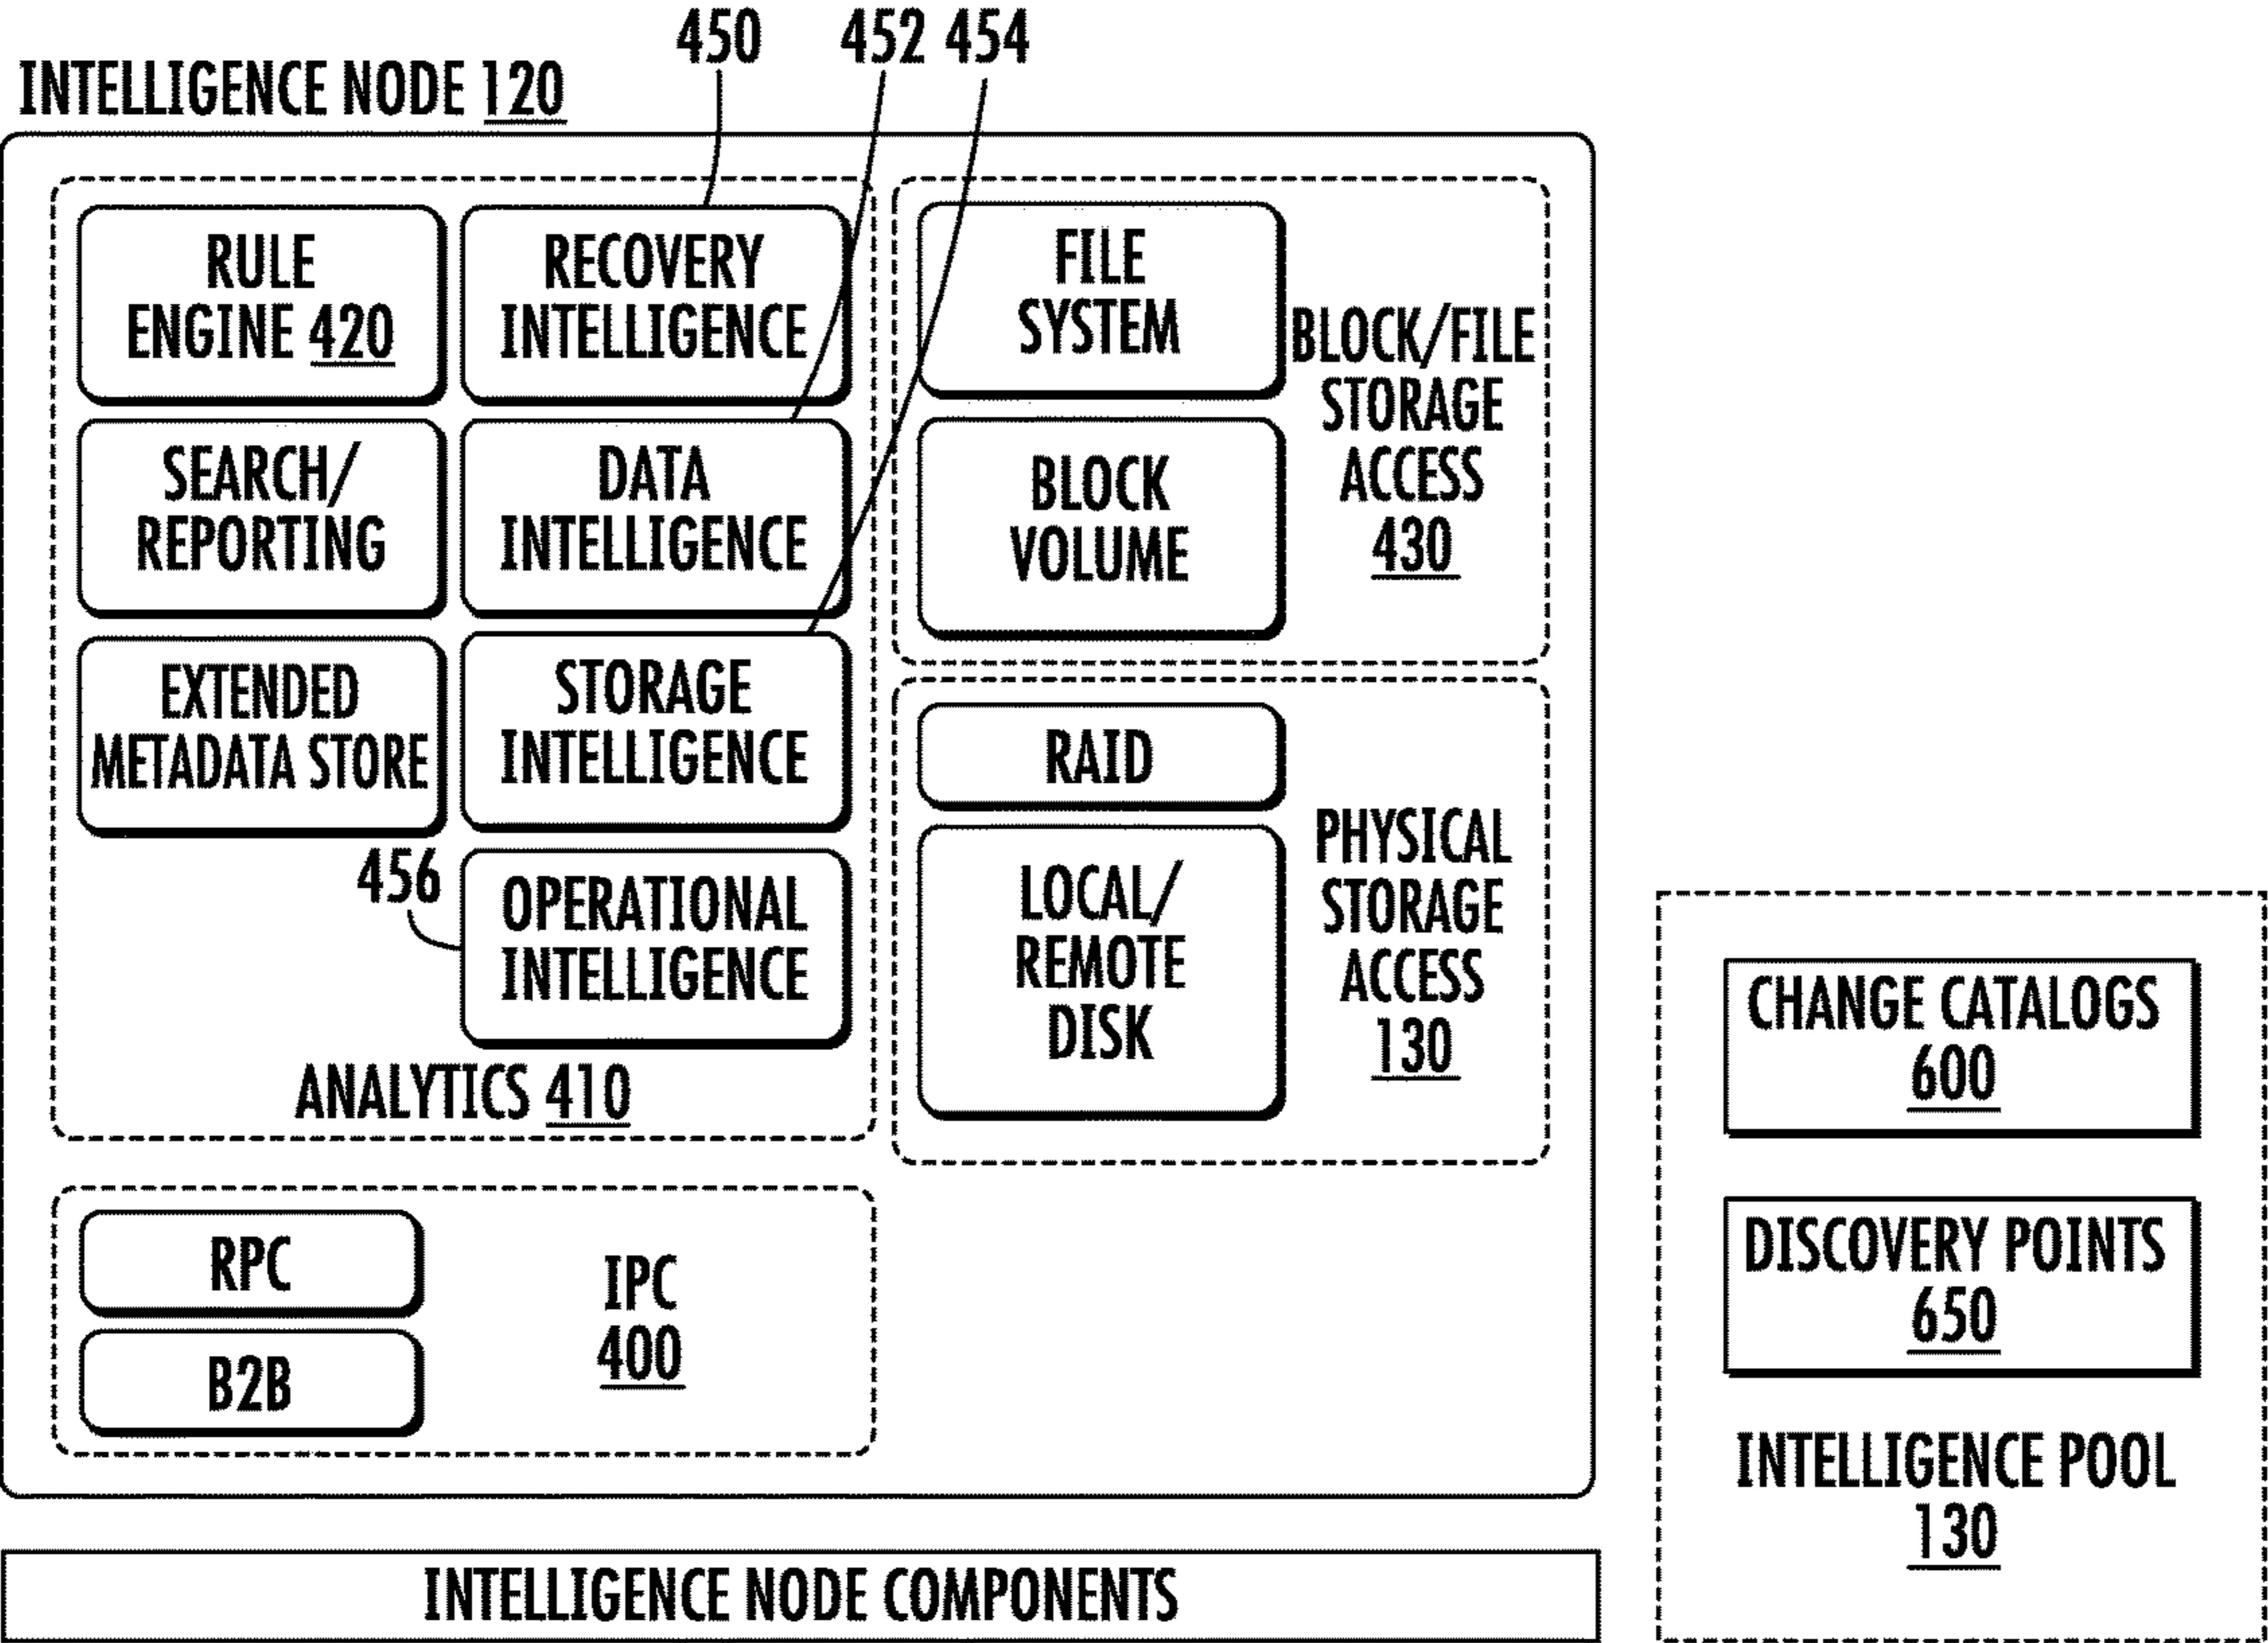 450
452 454
INTELLIGENCE NODE 120
RULE
ENGINE 420
RECOVERY
INTELLIGENCE
SEARCH/
REPORTING
DATA
INTELLIGENCE
EXTENDED
METADATA STORE
STORAGE
INTELLIGENCE
456
OPERATIONAL
INTELLIGENCE
ANALYTICS 410
FILE
SYSTEM
BLOCK
VOLUME
BLOCK/FILE
STORAGE
ACCESS
430
RAID
LOCAL/
REMOTE
DISK
PHYSICAL
STORAGE
ACCESS
130
RPC
B2B
IPC
400
CHANGE CATALOGS
600
DISCOVERY POINTS
650
INTELLIGENCE POOL
130
INTELLIGENCE NODE COMPONENTS